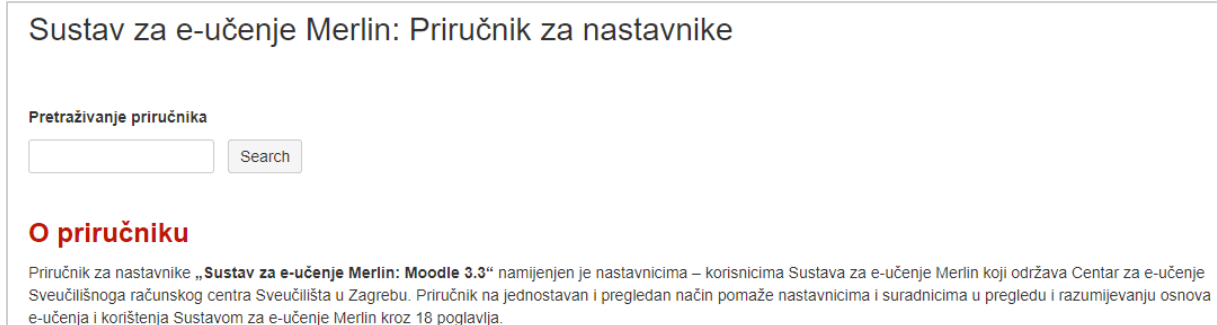 Sustav za e-učenje Merlin: Priručnik za nastavnike
Pretraživanje priručnika
Search
O priručniku
Priručnik za nastavnike „Sustav za e-učenje Merlin: Moodle 3.3“ namijenjen je nastavnicima – korisnicima Sustava za e-učenje Merlin koji održava Centar za e-učenje
Sveučilišnoga računskog centra Sveučilišta u Zagrebu. Priručnik na jednostavan i pregledan način pomaže nastavnicima i suradnicima u pregledu i razumijevanju osnova
e-učenja i korištenja Sustavom za e-učenje Merlin kroz 18 poglavlja.